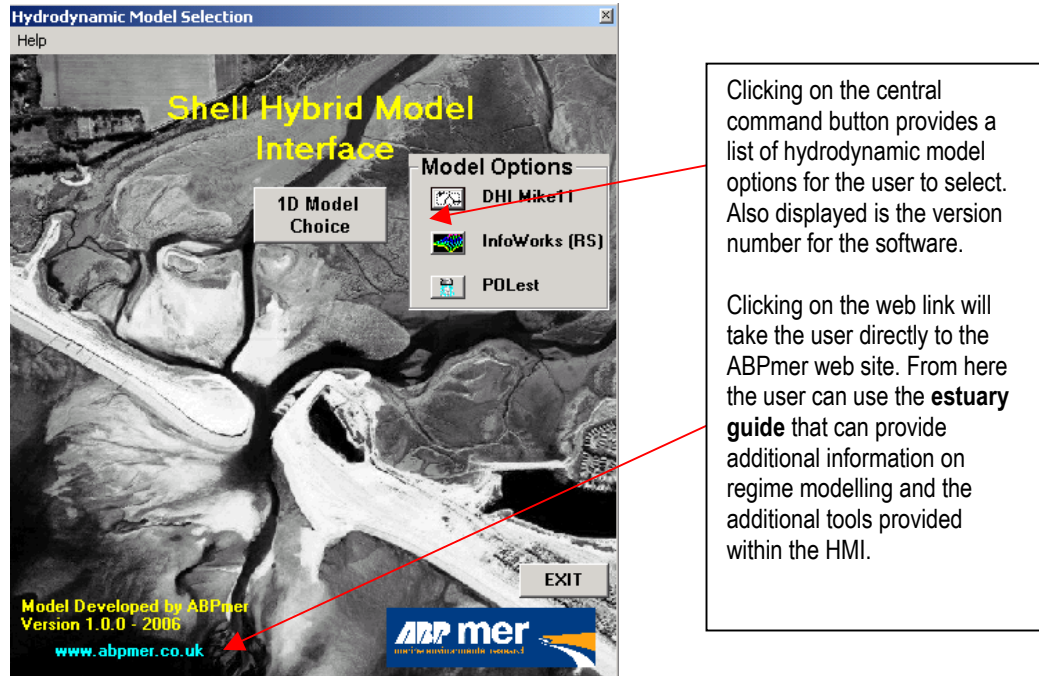 Hydrodynamic Model Selection
Help
Shell Hybrid Model
Interface
1D Model
Choice
Model Options
DHI Mike11
InfoWorks (RS)
POLest
EXIT
Model Developed by ABPmer
Version 1.0.0 - 2006
www.abpmer.co.uk
ABP mer
marine environmental research
Clicking on the central
command button provides a
list of hydrodynamic model
options for the user to select.
Also displayed is the version
number for the software.
Clicking on the web link will
take the user directly to the
ABPmer web site. From here
the user can use the estuary
guide that can provide
additional information on
regime modelling and the
additional tools provided
within the HMI.